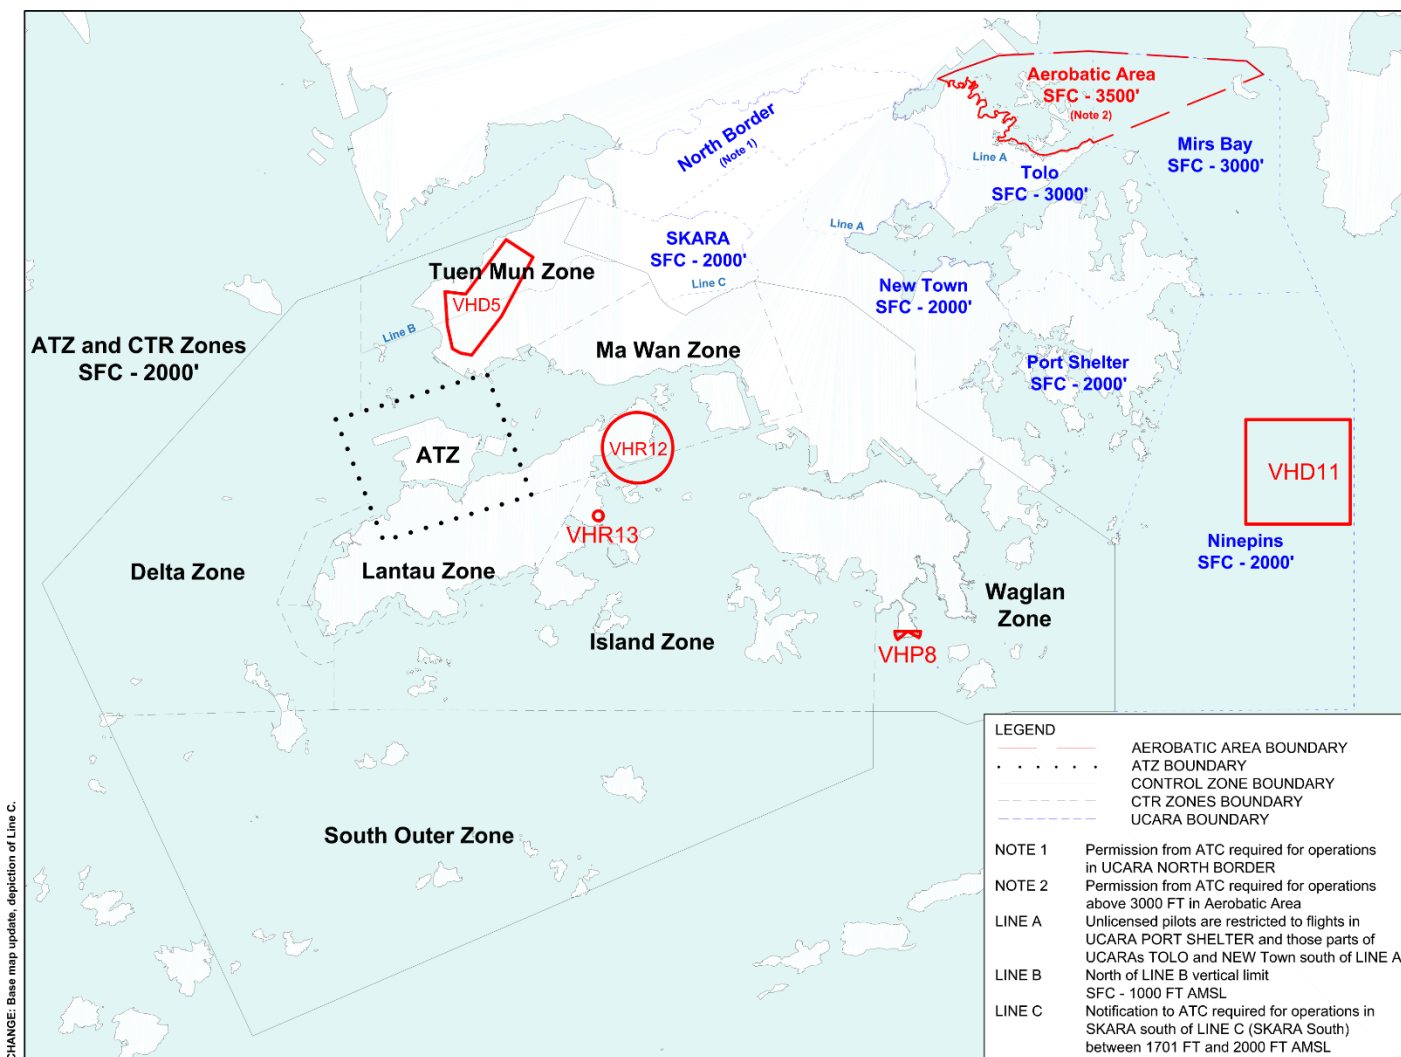 Aerobatic Area
SFC - 3500'
(Note 2)
North Border
(Note 1)
Mirs Bay
SFC - 3000'
Line A
Tolo
SFC - 3000'
Line A
SKARA
SFC - 2000'
Line C
Tuen Mun Zone
VHD5
New Town
SFC - 2000'
Line B
ATZ and CTR Zones
SFC - 2000'
Ma Wan Zone
Port Shelter
SFC - 2000'
ATZ
VHR12
VHD11
VHR13
Ninepins
SFC - 2000'
Delta Zone
Lantau Zone
Waglan
Zone
Island Zone
VHP8
South Outer Zone
LEGEND
AEROBATIC AREA BOUNDARY
ATZ BOUNDARY
CONTROL ZONE BOUNDARY
CTR ZONES BOUNDARY
UCARA BOUNDARY
NOTE 1 Permission from ATC required for operations
in UCARA NORTH BORDER
NOTE 2 Permission from ATC required for operations
above 3000 FT in Aerobatic Area
LINE A Unlicensed pilots are restricted to flights in
UCARA PORT SHELTER and those parts of
UCARAs TOLO and NEW Town south of LINE A
LINE B North of LINE B vertical limit
SFC - 1000 FT AMSL
LINE C Notification to ATC required for operations in
SKARA south of LINE C (SKARA South)
between 1701 FT and 2000 FT AMSL
CHANGE: Base map update, depiction of Line C.